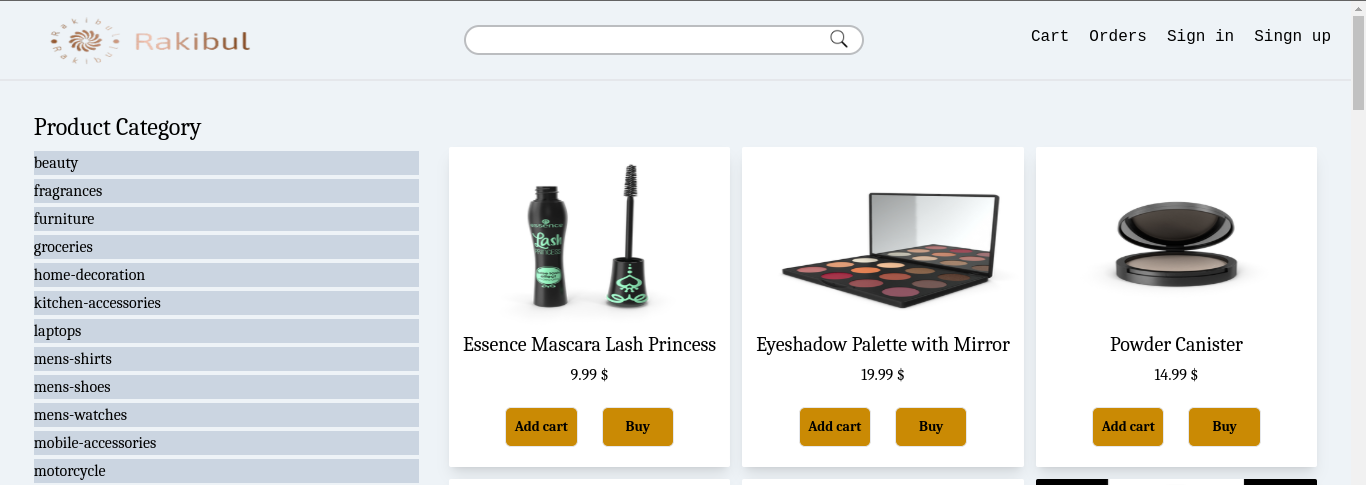 Rakibul
Cart Orders Sign in Singn up
Product Category
beauty
fragrances
furniture
groceries
home-decoration
kitchen-accessories
laptops
mens-shirts
mens-shoes
mens-watches
mobile-accessories
motorcycle
essence
Lash
PRINCESS
Essence Mascara Lash Princess
9.99 $
Add cart Buy
Eyeshadow Palette with Mirror
19.99 $
Add cart Buy
Powder Canister
14.99 $
Add cart Buy